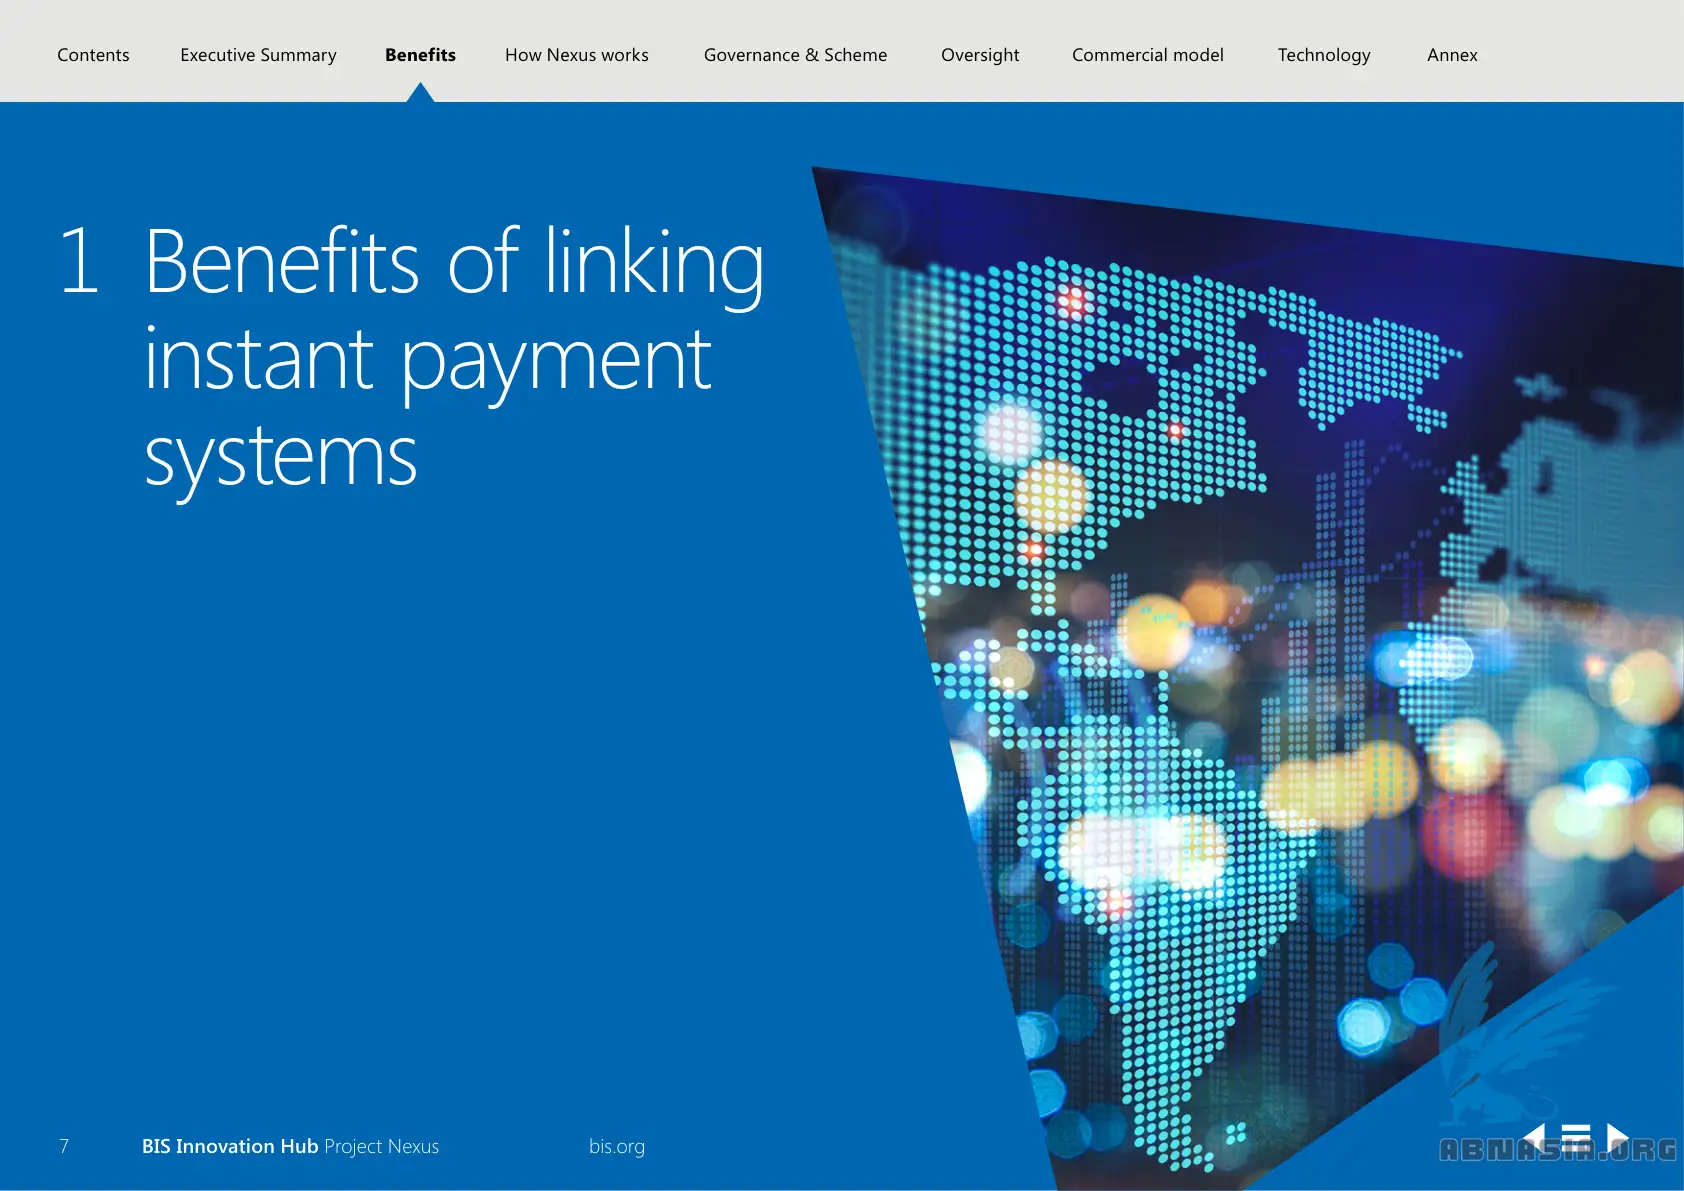 Contents Executive Summary Benefits How Nexus works Governance & Scheme Oversight Commercial model Technology Annex
1 Benefits of linking
instant payment
systems
7 BIS Innovation Hub Project Nexus bis.org
ABNASIA.ORG